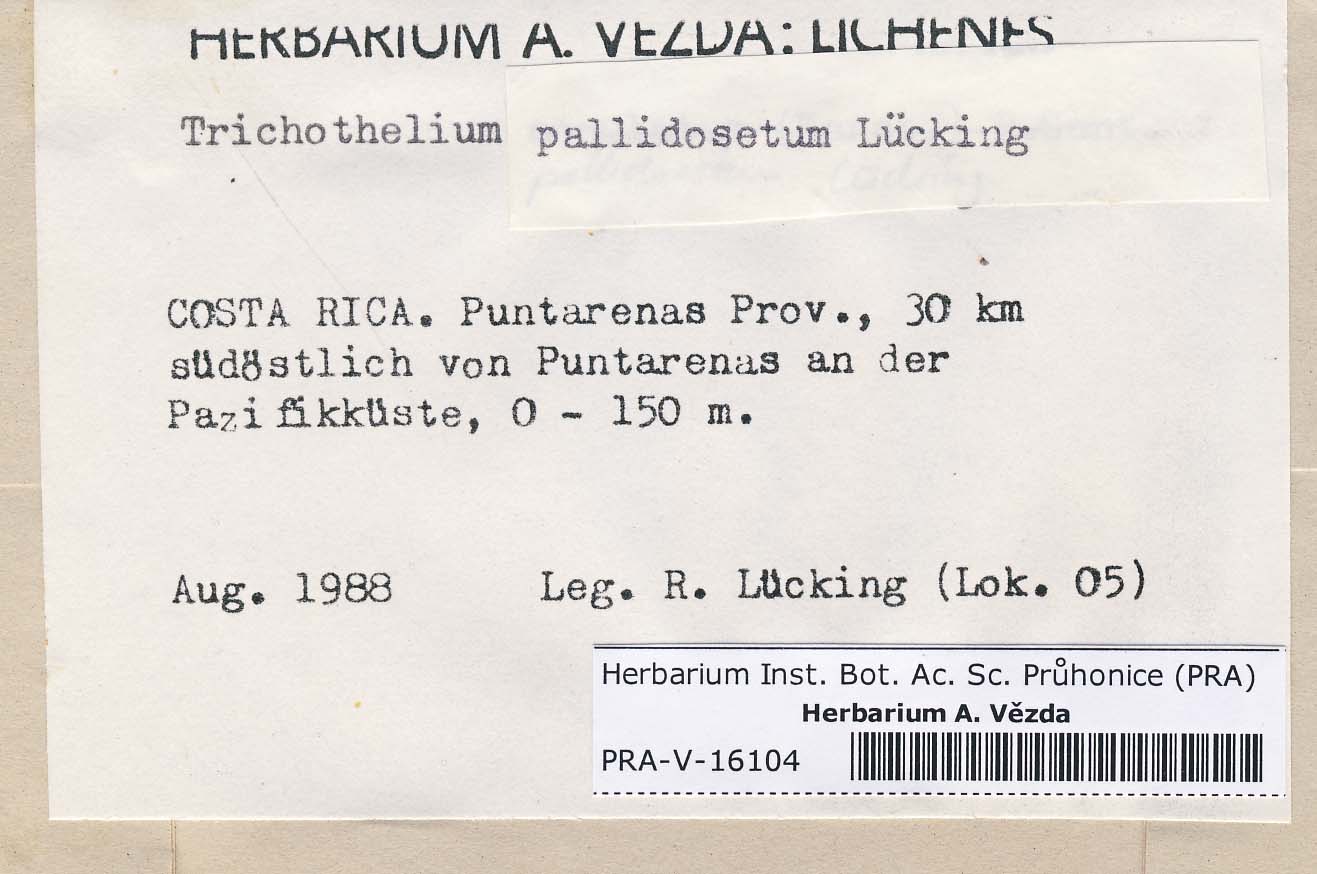 HERBARIUM A. VĚZDA: LICHENES
Trichothelium pallidosetum Lücking
COSTA RICA. Puntarenas Prov., 30 km
südöstlich von Puntarenas an der
Pazifikküste, 0 - 150 m.
Aug. 1988 Leg. R. Lücking (Lok. 05)
Herbarium Inst. Bot. Ac. Sc. Průhonice (PRA)
Herbarium A. Vězda
PRA-V-16104